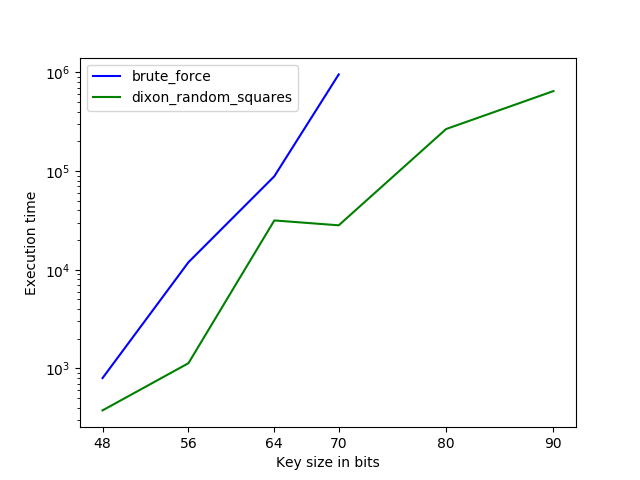 brute_force
dixon_random_squares
10⁶
10⁵
10⁴
10³
Execution time
48 56 64 70 80 90
Key size in bits